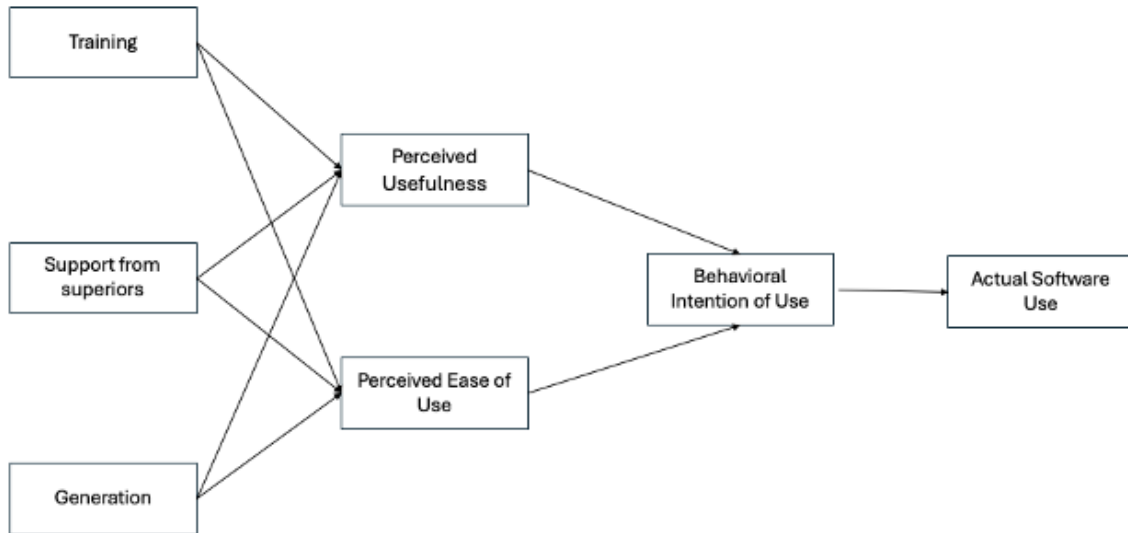 Training
Perceived
Usefulness
Support from
superiors
Behavioral
Intention of Use
Actual Software
Use
Perceived Ease of
Use
Generation